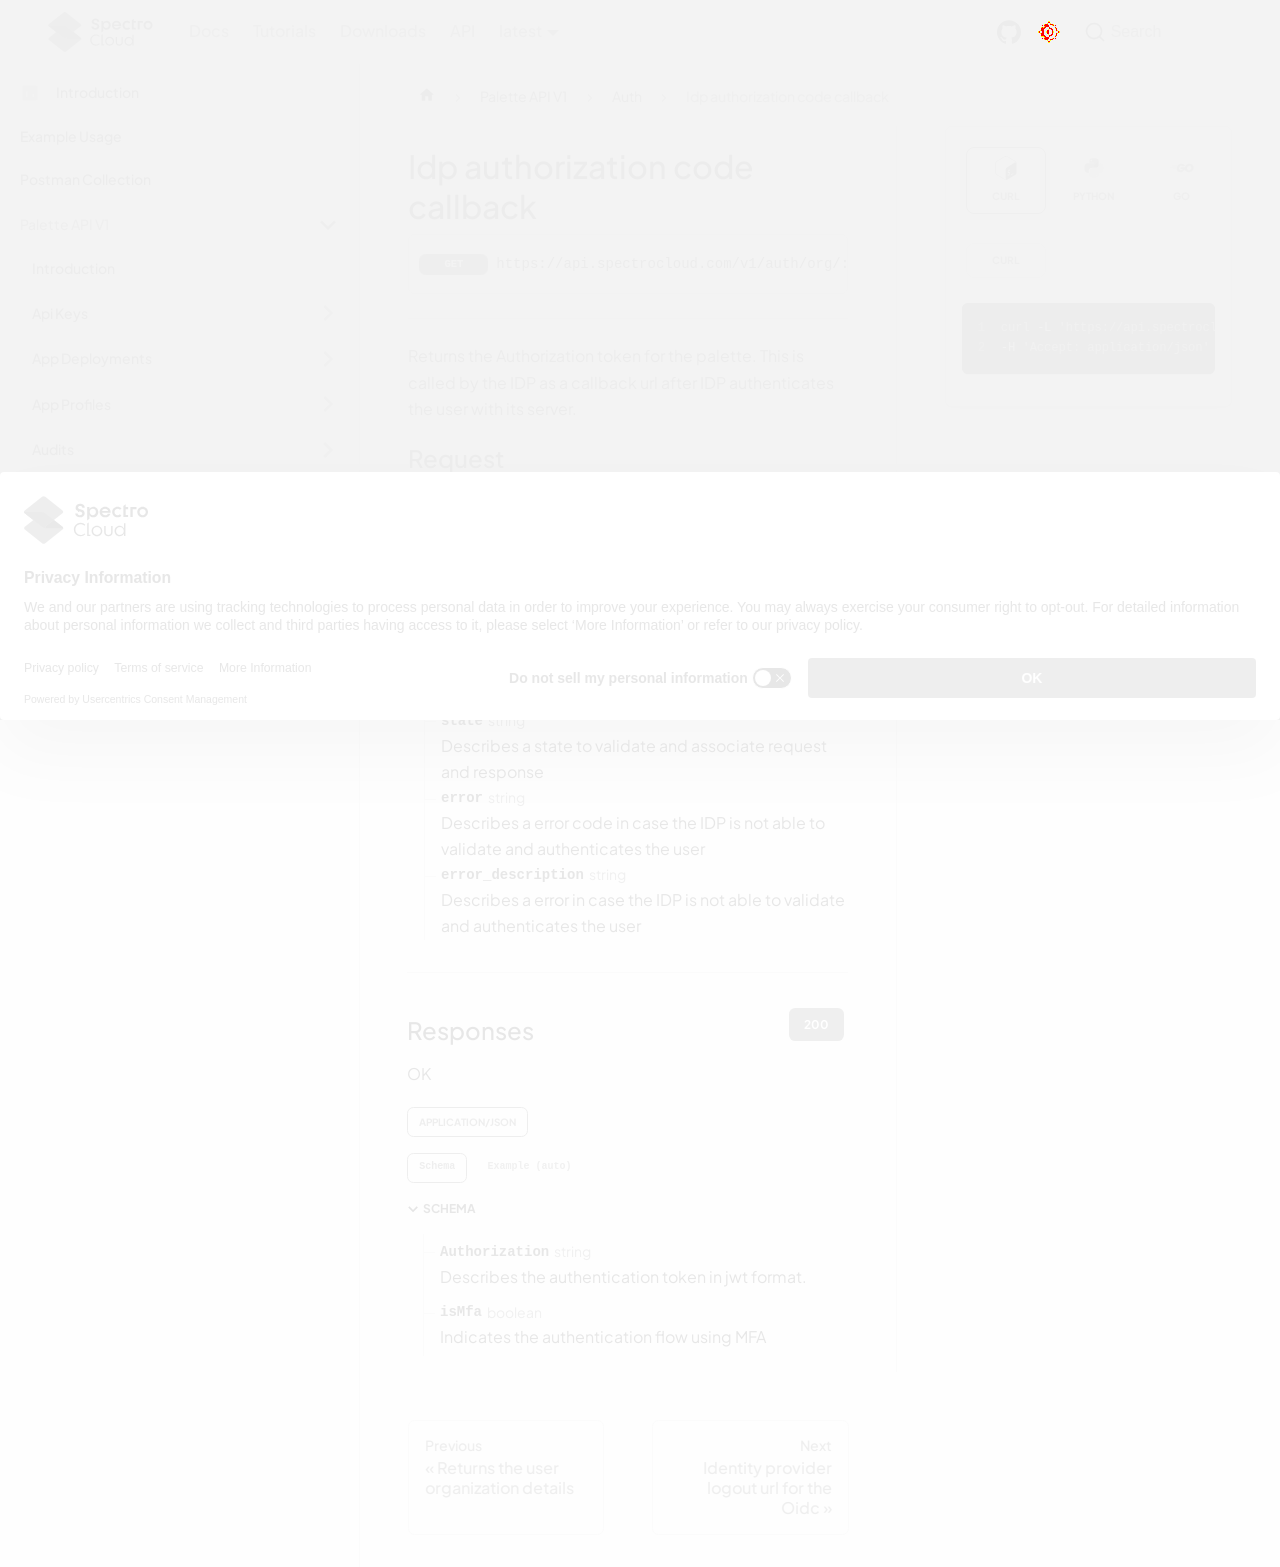 Spectro Cloud Docs Tutorials Downloads API latest Search
Introduction
Example Usage
Postman Collection
Palette API V1
Introduction
Api Keys
App Deployments
App Profiles
Audits
Palette API V1 Auth Idp authorization code callback
Idp authorization code
callback
GET https://api.spectrocloud.com/v1/auth/org/
CURL PYTHON GO
CURL
Returns the Authorization token for the palette. This is
called by the IDP as a callback url after IDP authenticates
the user with its server.
Request
Spectro
Cloud
Privacy Information
We and our partners are using tracking technologies to process personal data in order to improve your experience. You may always exercise your consumer right to opt-out. For detailed information
about personal information we collect and third parties having access to it, please select 'More Information' or refer to our privacy policy.
Privacy policy Terms of service More Information
Do not sell my personal information
OK
Powered by Usercentrics Consent Management
state string
Describes a state to validate and associate request
and response
error string
Describes a error code in case the IDP is not able to
validate and authenticates the user
error_description string
Describes a error in case the IDP is not able to validate
and authenticates the user
Responses
200
OK
APPLICATION/JSON
Schema Example (auto)
SCHEMA
Authorization string
Describes the authentication token in jwt format.
isMfa boolean
Indicates the authentication flow using MFA
Previous
« Returns the user
organization details
Next
Identity provider
logout url for the
Oidc »